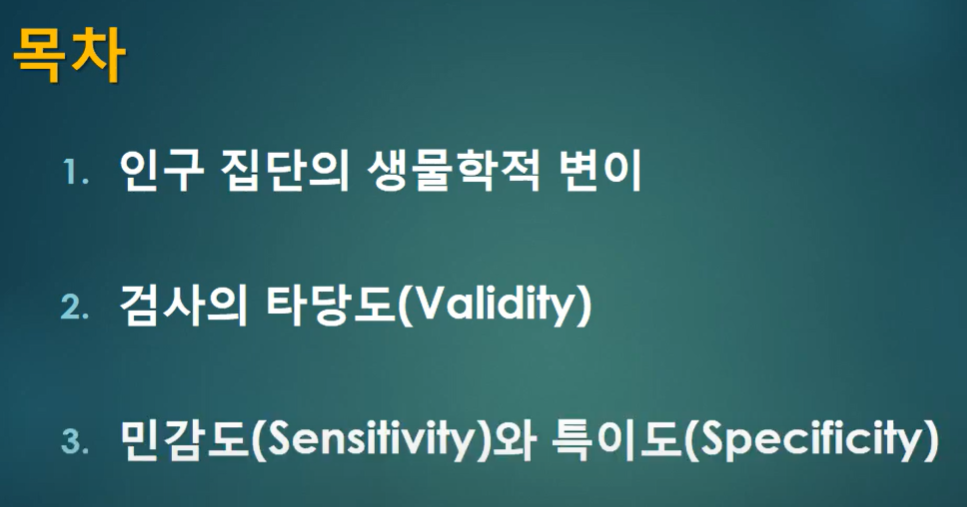 목차
1. 인구 집단의 생물학적 변이
2. 검사의 타당도(Validity)
3. 민감도(Sensitivity)와 특이도(Specificity)